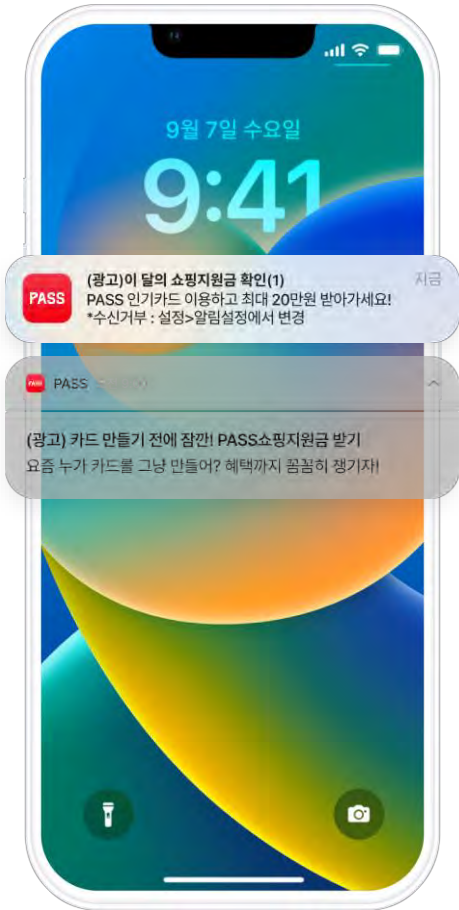 9월 7일 수요일
9:41
PASS
(광고)이 달의 쇼핑지원금 확인(1)
지금
PASS 인기카드 이용하고 최대 20만원 받아가세요!
*수신거부 : 설정>알림설정에서 변경
PASS
PASS
(광고) 카드 만들기 전에 잠깐! PASS쇼핑지원금 받기
요즘 누가 카드를 그냥 만들어? 혜택까지 꼼꼼히 챙기자!